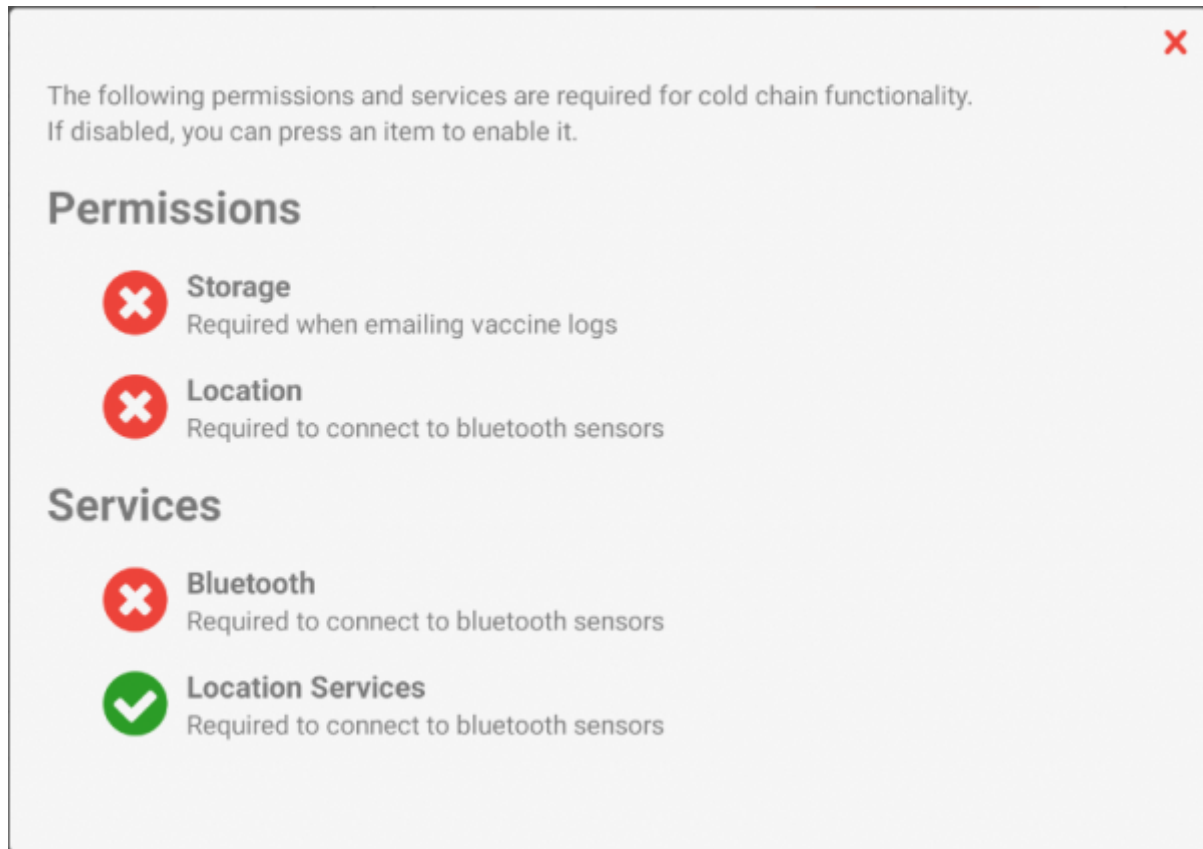 The following permissions and services are required for cold chain functionality.
If disabled, you can press an item to enable it.
Permissions
Storage
Required when emailing vaccine logs
Location
Required to connect to bluetooth sensors
Services
Bluetooth
Required to connect to bluetooth sensors
Location Services
Required to connect to bluetooth sensors